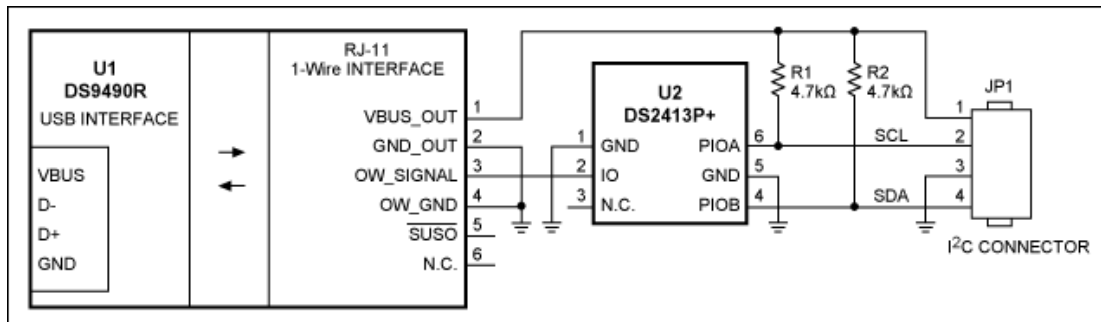 U1
DS9490R
USB INTERFACE
VBUS
D-
D+
GND
RJ-11
1-Wire INTERFACE
VBUS_OUT 1
GND_OUT 2
OW_SIGNAL 3
OW_GND 4
SUSO 5
N.C. 6
U2
DS2413P+
1 GND
2 IO
3 N.C.
PIOA 6
GND 5
PIOB 4
R1
4.7kΩ
R2
4.7kΩ
SCL
SDA
JP1
1
2
3
4
I²C CONNECTOR